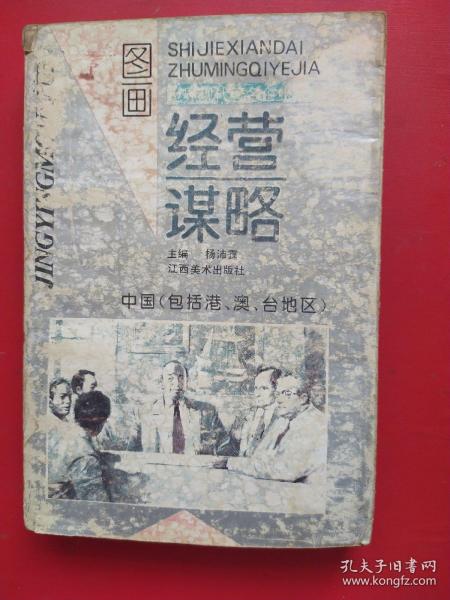 图画
SHIJIEXIANDAI
ZHUMINGQIYEJIA
经营
谋略
主编 杨沛霆
江西美术出版社
中国(包括港、澳、台地区)
孔夫子旧书网
www.kongfz.com